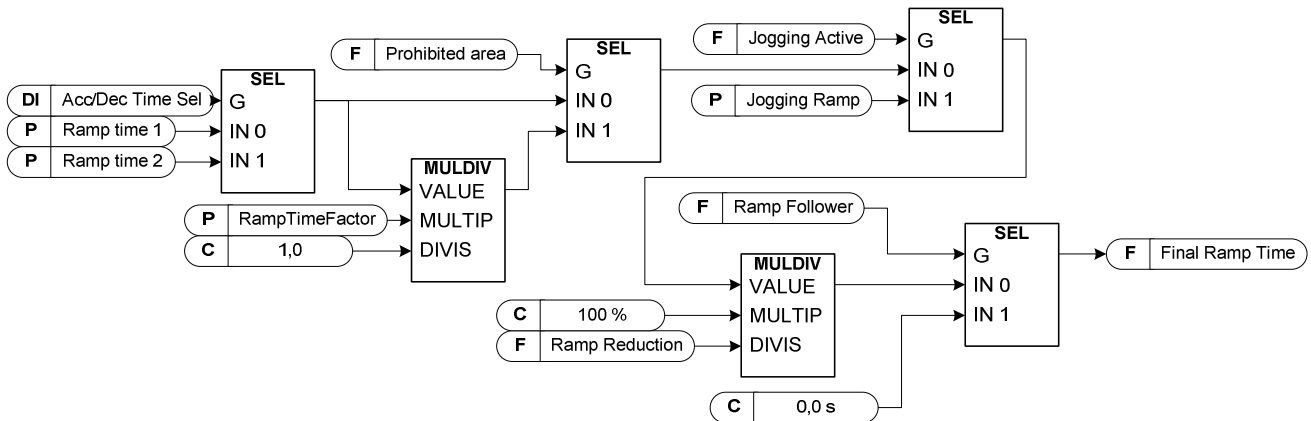 SEL
F Jogging Active
G
IN 0
P Jogging Ramp
IN 1
SEL
F Prohibited area
G
IN 0
IN 1
SEL
DI Acc/Dec Time Sel
G
P Ramp time 1
IN 0
P Ramp time 2
IN 1
MULDIV
VALUE
P RampTimeFactor
MULTIP
C 1,0
DIVIS
F Ramp Follower
SEL
G
IN 0
IN 1
F Final Ramp Time
MULDIV
VALUE
C 100 %
MULTIP
F Ramp Reduction
DIVIS
C 0,0 s